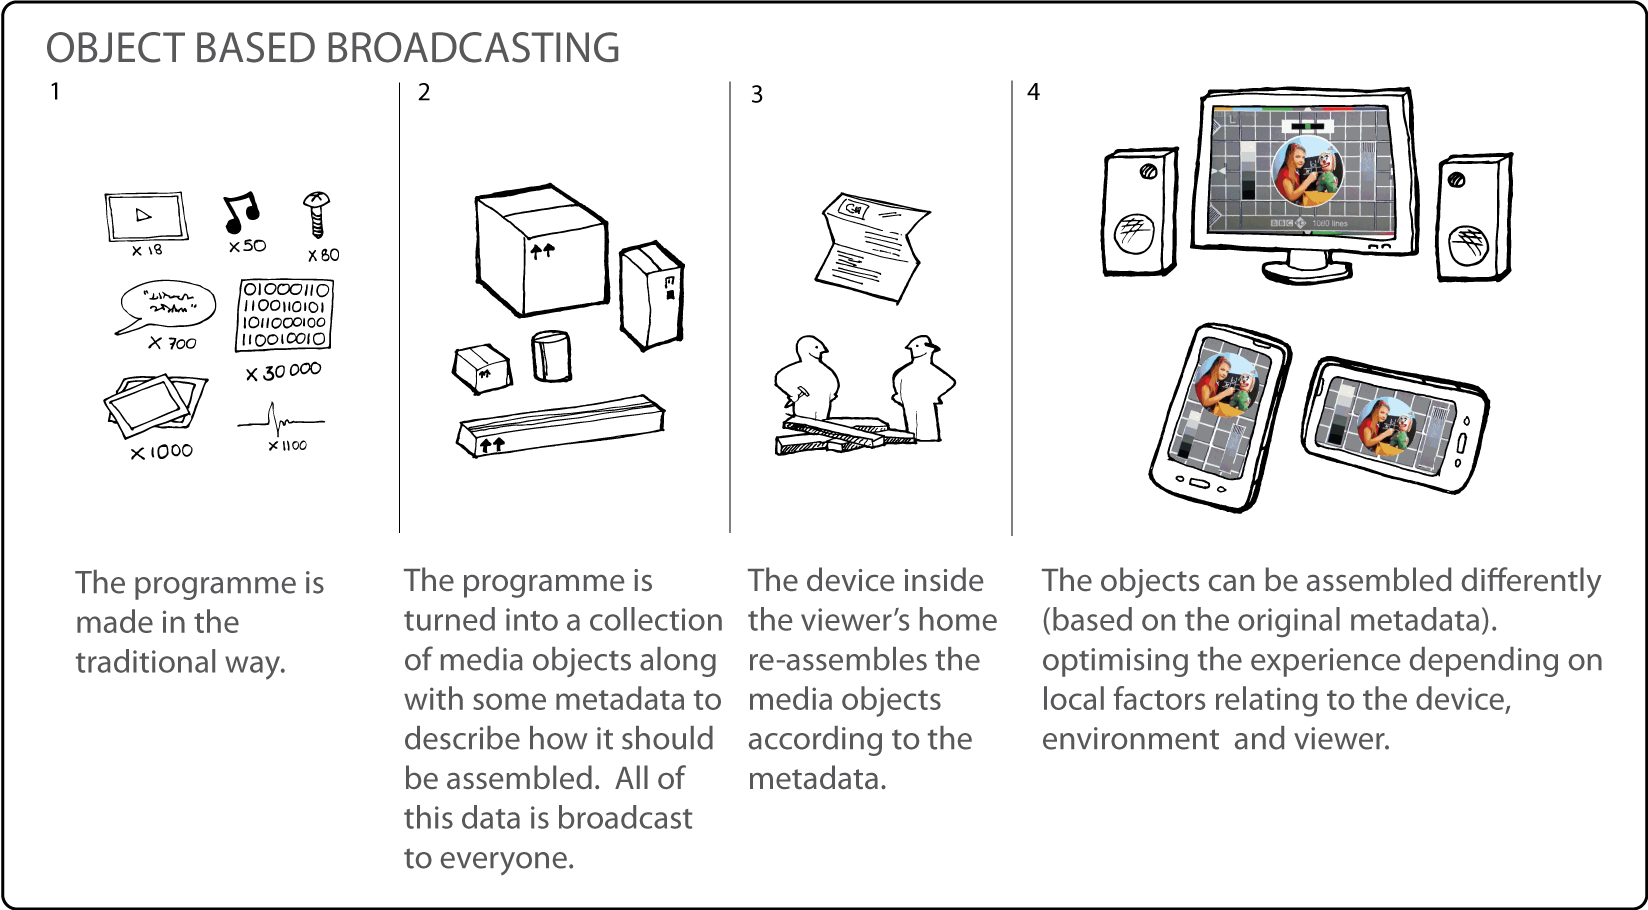 OBJECT BASED BROADCASTING
1
x 18
x 50
x 80
x 700
01000110
1100110101
1011000100
110010010
x 30 000
x 1000
x 1100
The programme is
made in the
traditional way.
2
The programme is
turned into a collection
of media objects along
with some metadata to
describe how it should
be assembled.  All of
this data is broadcast
to everyone.
3
The device inside
the viewer’s home
re-assembles the
media objects
according to the
metadata.
4
BBC 1080 lines
The objects can be assembled differently
(based on the original metadata).
optimising the experience depending on
local factors relating to the device,
environment  and viewer.